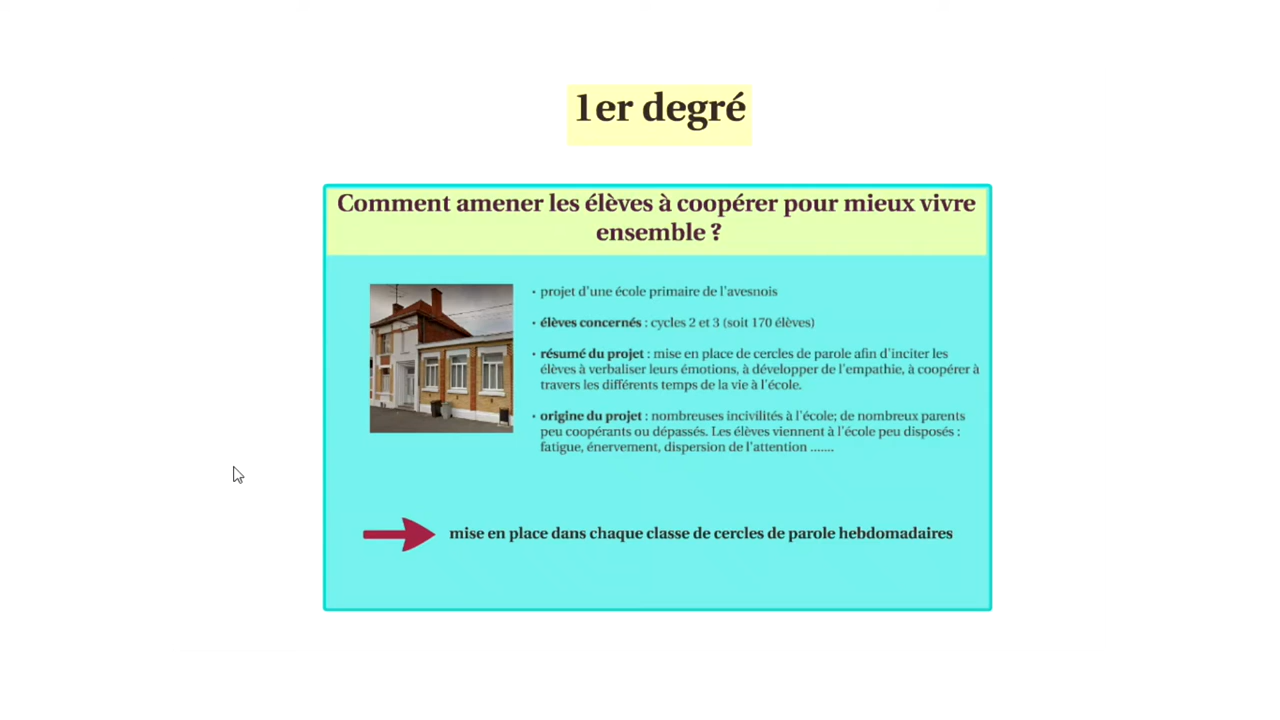 1er degré
Comment amener les élèves à coopérer pour mieux vivre
ensemble ?
• projet d'une école primaire de l'avesnois
• élèves concernés : cycles 2 et 3 (soit 170 élèves)
• résumé du projet : mise en place de cercles de parole afin d'inciter les
élèves à verbaliser leurs émotions, à développer de l'empathie, à coopérer à
travers les différents temps de la vie à l'école.
• origine du projet : nombreuses incivilités à l'école; de nombreux parents
peu coopérants ou dépassés. Les élèves viennent à l'école peu disposés :
fatigue, énervement, dispersion de l'attention .......
mise en place dans chaque classe de cercles de parole hebdomadaires